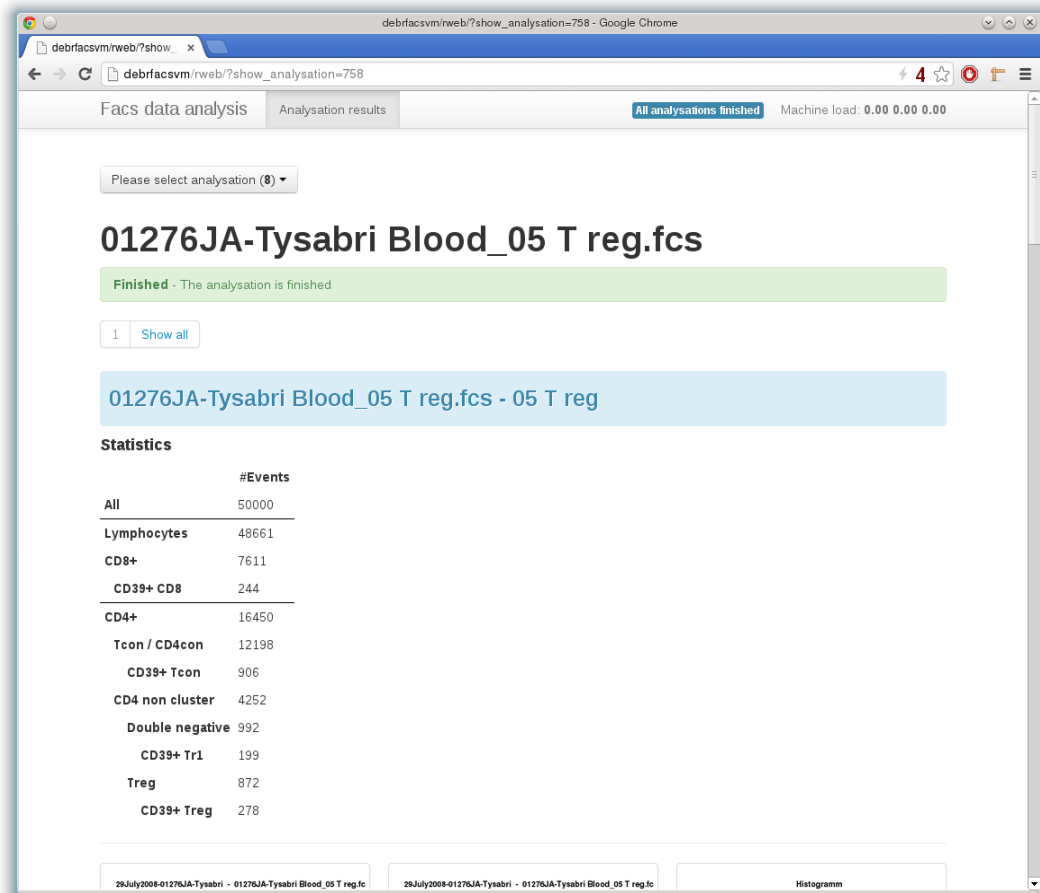 debrfacsvm/rweb/?show_analysation=758 - Google Chrome
debrfacsvm/rweb/?show_
debrfacsvm/rweb/?show_analysation=758
4
Facs data analysis
Analysation results
All analysations finished
Machine load: 0.00 0.00 0.00
Please select analysation (8)
01276JA-Tysabri Blood_05 T reg.fcs
Finished - The analysation is finished
1 Show all
01276JA-Tysabri Blood_05 T reg.fcs - 05 T reg
Statistics
#Events
All 50000
Lymphocytes 48661
CD8+ 7611
CD39+ CD8 244
CD4+ 16450
Tcon / CD4con 12198
CD39+ Tcon 906
CD4 non cluster 4252
Double negative 992
CD39+ Tr1 199
Treg 872
CD39+ Treg 278
29July2008-01276JA-Tysabri - 01276JA-Tysabri Blood_05 T reg.fc
29July2008-01276JA-Tysabri - 01276JA-Tysabri Blood_05 T reg.fc
Histogramm